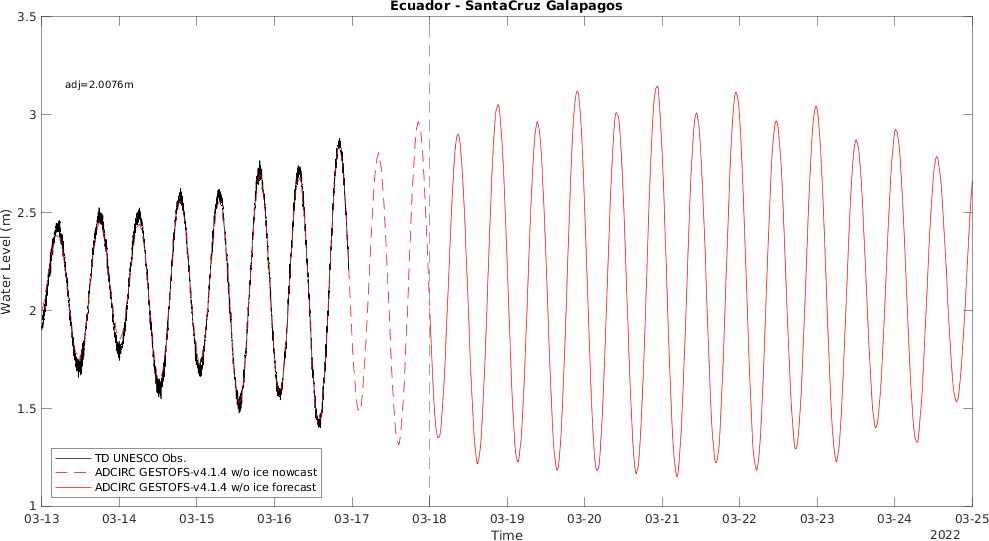 Ecuador - SantaCruz Galapagos
3.5
adj=2.0076m
3
2.5
Water Level (m)
2
1.5
TD UNESCO Obs.
ADCIRC GESTOFS-v4.1.4 w/o ice nowcast
ADCIRC GESTOFS-v4.1.4 w/o ice forecast
1
03-13 03-14 03-15 03-16 03-17 03-18 03-19 03-20 03-21 03-22 03-23 03-24 03-25
Time
2022